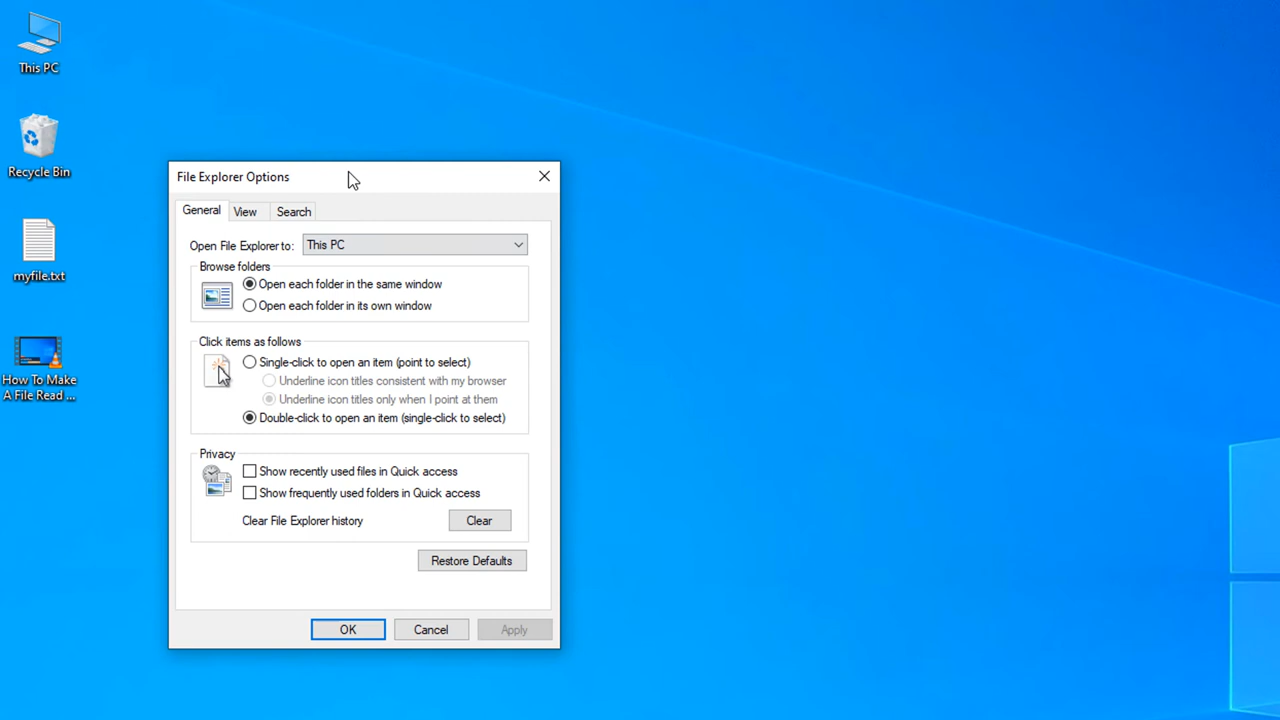 This PC
Recycle Bin
myfile.txt
How To Make
A File Read ...
File Explorer Options
General View Search
Open File Explorer to: This PC
Browse folders
Open each folder in the same window
Open each folder in its own window
Click items as follows
Single-click to open an item (point to select)
Underline icon titles consistent with my browser
Underline icon titles only when I point at them
Double-click to open an item (single-click to select)
Privacy
Show recently used files in Quick access
Show frequently used folders in Quick access
Clear File Explorer history Clear
Restore Defaults
OK Cancel Apply